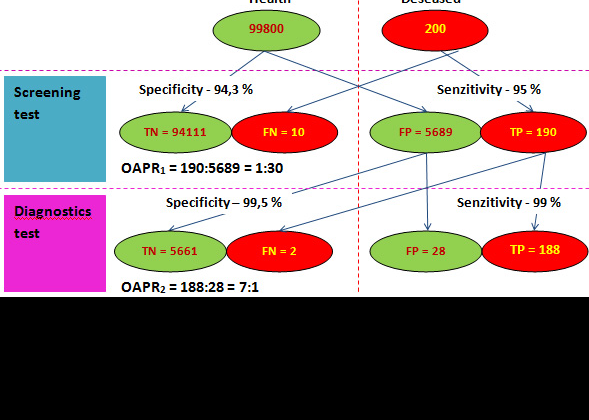 Health
Diseased
99800
200
Screening
test
Specificity - 94,3 %
Senzitivity - 95 %
TN = 94111
FN = 10
FP = 5689
TP = 190
OAPR1 = 190:5689 = 1:30
Diagnostics
test
Specificity – 99,5 %
Senzitivity - 99 %
TN = 5661
FN = 2
FP = 28
TP = 188
OAPR2 = 188:28 = 7:1